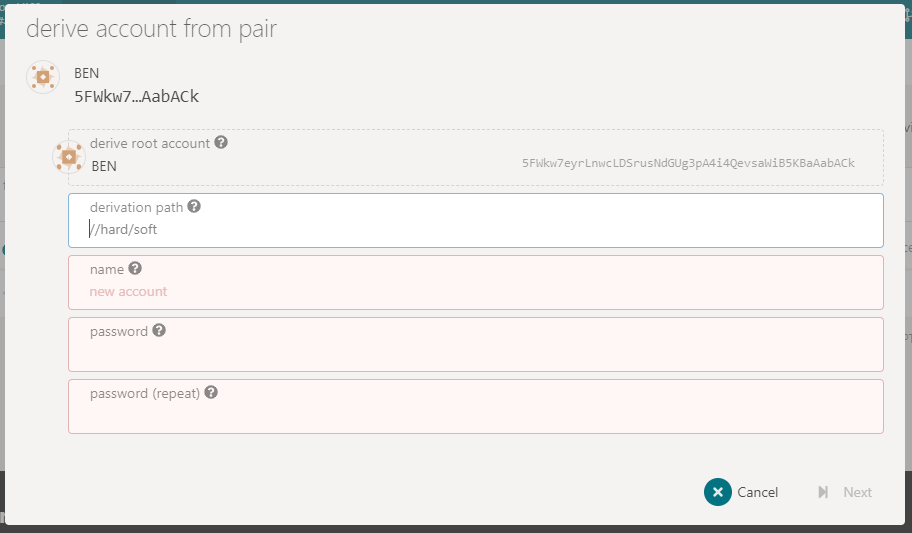 derive account from pair
BEN
5FWkw7…AabACk
derive root account
BEN 5FWkw7eyrLnwcLDSrusNdGUg3pA4i4QevsaWiB5KBaAabACk
derivation path
//hard/soft
name
new account
password
password (repeat)
Cancel Next